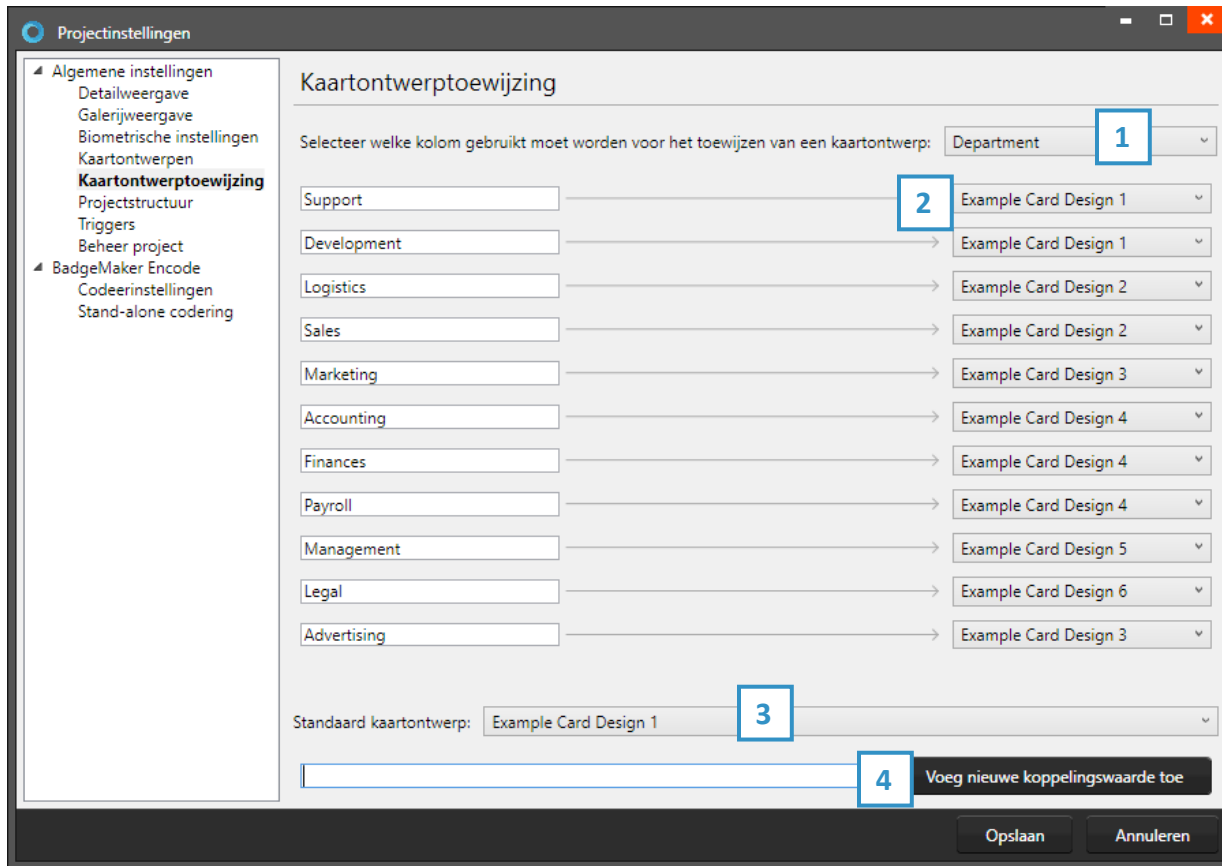 Projectinstellingen
Algemene instellingen
Detailweergave
Galerijweergave
Biometrische instellingen
Kaartontwerpen
Kaartontwerptoewijzing
Projectstructuur
Triggers
Beheer project
BadgeMaker Encode
Codeerinstellingen
Stand-alone codering
Kaartontwerptoewijzing
Selecteer welke kolom gebruikt moet worden voor het toewijzen van een kaartontwerp: Department 1
Support 2 Example Card Design 1
Development Example Card Design 1
Logistics Example Card Design 2
Sales Example Card Design 2
Marketing Example Card Design 3
Accounting Example Card Design 4
Finances Example Card Design 4
Payroll Example Card Design 4
Management Example Card Design 5
Legal Example Card Design 6
Advertising Example Card Design 3
Standaard kaartontwerp: Example Card Design 1 3
4 Voeg nieuwe koppelingswaarde toe
Opslaan Annuleren